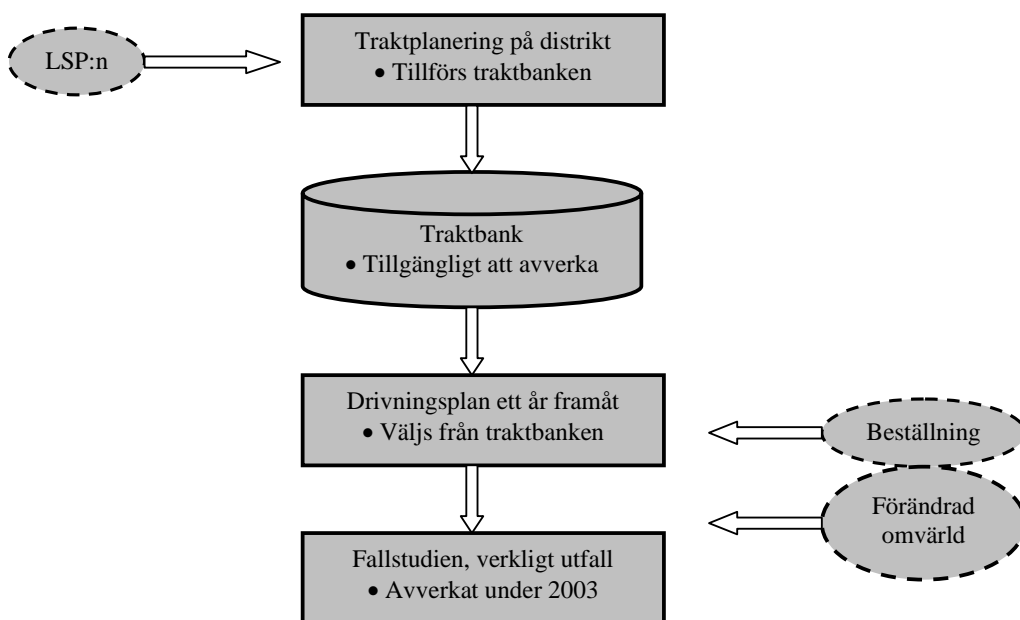 LSP:n
Traktplanering på distrikt
• Tillförs traktbanken
Traktbank
• Tillgängligt att avverka
Drivningsplan ett år framåt
• Väljs från traktbanken
Beställning
Förändrad
omvärld
Fallstudien, verkligt utfall
• Avverkat under 2003